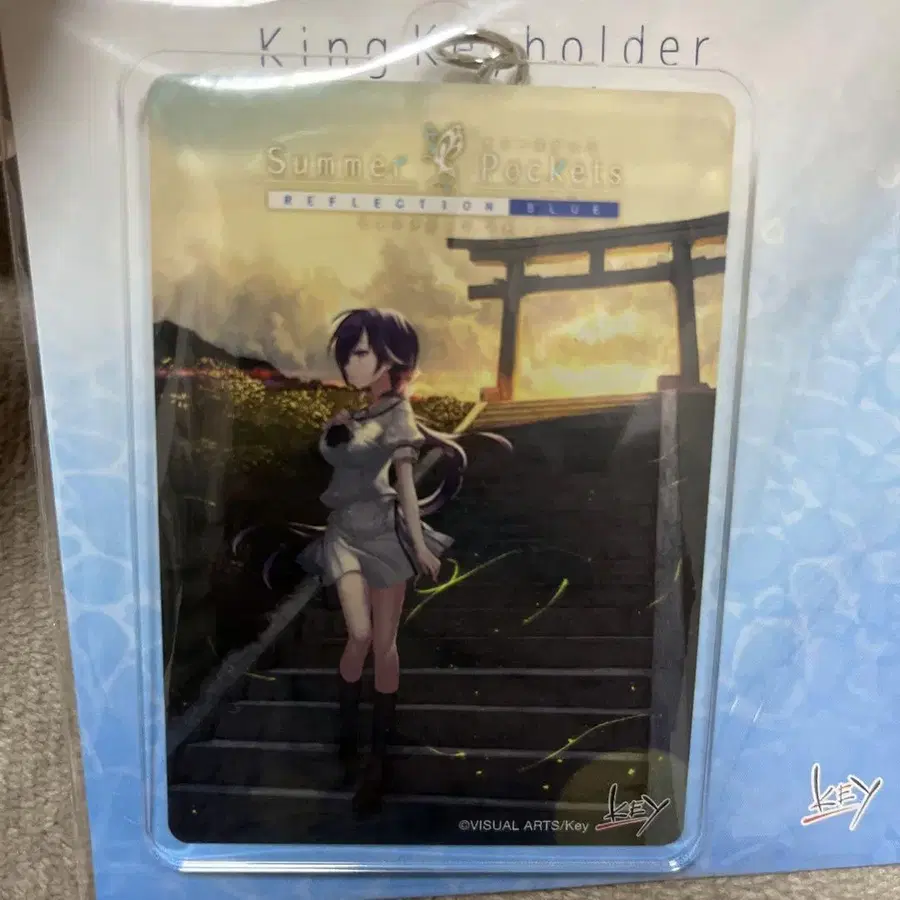 King Keyholder
Summer Pockets
REFLECTION BLUE
©VISUAL ARTS/Key
KEY
KEY